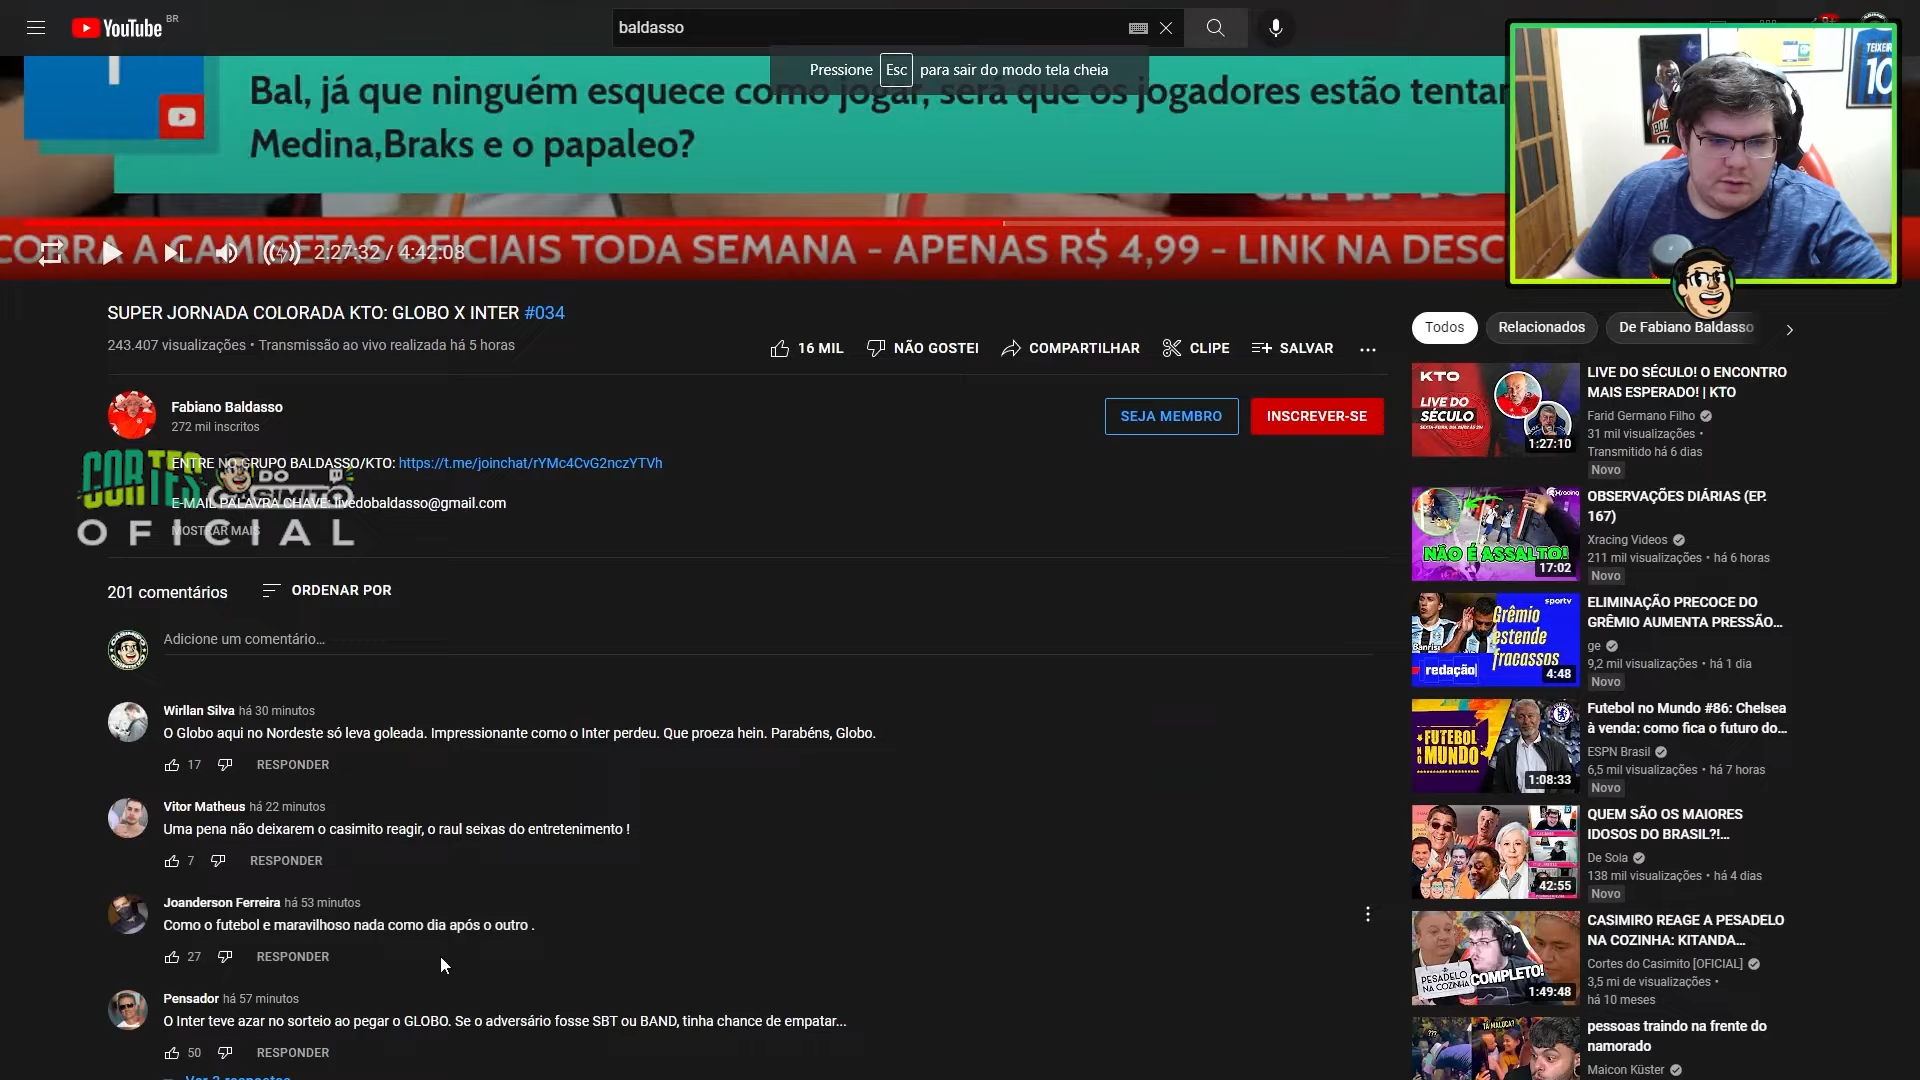 YouTube BR
baldasso
Pressione Esc para sair do modo tela cheia
Bal, já que ninguém esquece como jogar, será que os jogadores estão tentar
Medina,Braks e o papaleo?
TEIXEIR
10
COBRA A CAMISETAS OFICIAIS TODA SEMANA - APENAS R$ 4,99 - LINK NA DESC
2:27:32 / 4:42:08
SUPER JORNADA COLORADA KTO: GLOBO X INTER #034
243.407 visualizações • Transmissão ao vivo realizada há 5 horas
16 MIL
NÃO GOSTEI
COMPARTILHAR
CLIPE
SALVAR
Fabiano Baldasso
272 mil inscritos
SEJA MEMBRO
INSCREVER-SE
ENTRE NO GRUPO BALDASSO/KTO: https://t.me/joinchat/rYMc4CvG2nczYTVh
E-MAIL PALAVRA CHAVE: livedobaldasso@gmail.com
MOSTRAR MAIS
CORTES DO CASIMITO
OFICIAL
201 comentários
ORDENAR POR
Adicione um comentário...
Wirllan Silva há 30 minutos
O Globo aqui no Nordeste só leva goleada. Impressionante como o Inter perdeu. Que proeza hein. Parabéns, Globo.
17 RESPONDER
Vitor Matheus há 22 minutos
Uma pena não deixarem o casimito reagir, o raul seixas do entretenimento !
7 RESPONDER
Joanderson Ferreira há 53 minutos
Como o futebol e maravilhoso nada como dia após o outro .
27 RESPONDER
Pensador há 57 minutos
O Inter teve azar no sorteio ao pegar o GLOBO. Se o adversário fosse SBT ou BAND, tinha chance de empatar...
50 RESPONDER
Ver 3 respostas
Todos
Relacionados
De Fabiano Baldasso
KTO
LIVE DO SÉCULO
1:27:10
LIVE DO SÉCULO! O ENCONTRO
MAIS ESPERADO! | KTO
Farid Germano Filho
31 mil visualizações •
Transmitido há 6 dias
Novo
Xracing
NÃO É ASSALTO!
17:02
OBSERVAÇÕES DIÁRIAS (EP.
167)
Xracing Videos
211 mil visualizações • há 6 horas
Novo
sportv
Grêmio
estende
fracassos
redação
4:48
ELIMINAÇÃO PRECOCE DO
GRÊMIO AUMENTA PRESSÃO...
ge
9,2 mil visualizações • há 1 dia
Novo
FUTEBOL
NO
MUNDO
1:08:33
Futebol no Mundo #86: Chelsea
à venda: como fica o futuro do...
ESPN Brasil
6,5 mil visualizações • há 7 horas
Novo
42:55
QUEM SÃO OS MAIORES
IDOSOS DO BRASIL?!...
De Sola
138 mil visualizações • há 4 dias
Novo
PESADELO
NA COZINHA
COMPLETO!
1:49:48
CASIMIRO REAGE A PESADELO
NA COZINHA: KITANDA...
Cortes do Casimito [OFICIAL]
3,5 mi de visualizações •
há 10 meses
???
TÁ MALUCA?
pessoas traindo na frente do
namorado
Maicon Küster